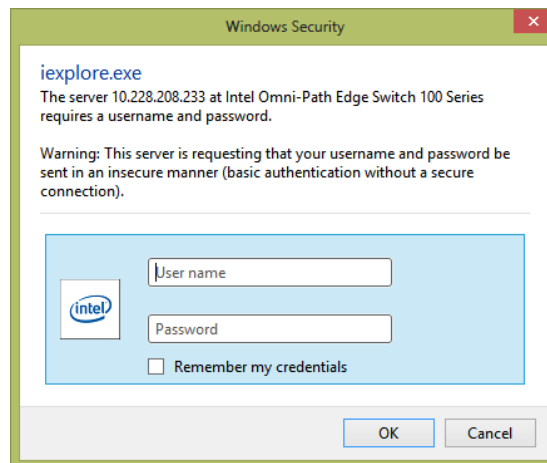 Windows Security
iexplore.exe
The server 10.228.208.233 at Intel Omni-Path Edge Switch 100 Series
requires a username and password.
Warning: This server is requesting that your username and password be
sent in an insecure manner (basic authentication without a secure
connection).
User name
intel
Password
Remember my credentials
OK
Cancel